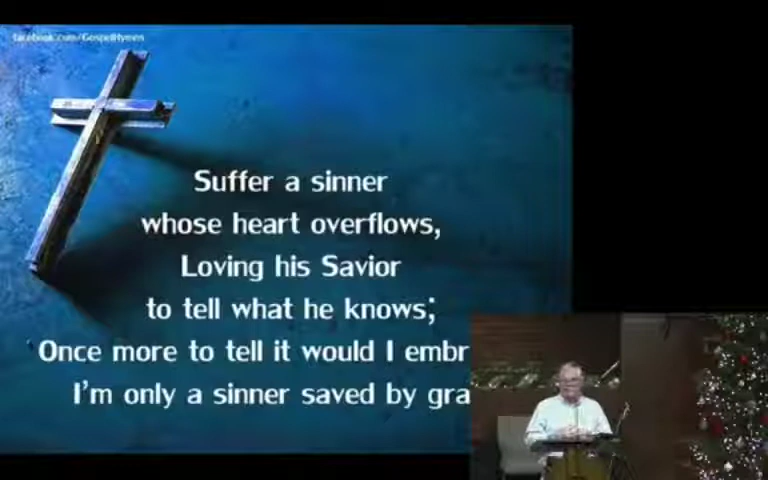 facebook.com/GospelHymns
Suffer a sinner
whose heart overflows,
Loving his Savior
to tell what he knows;
Once more to tell it would I embr
I'm only a sinner saved by gra